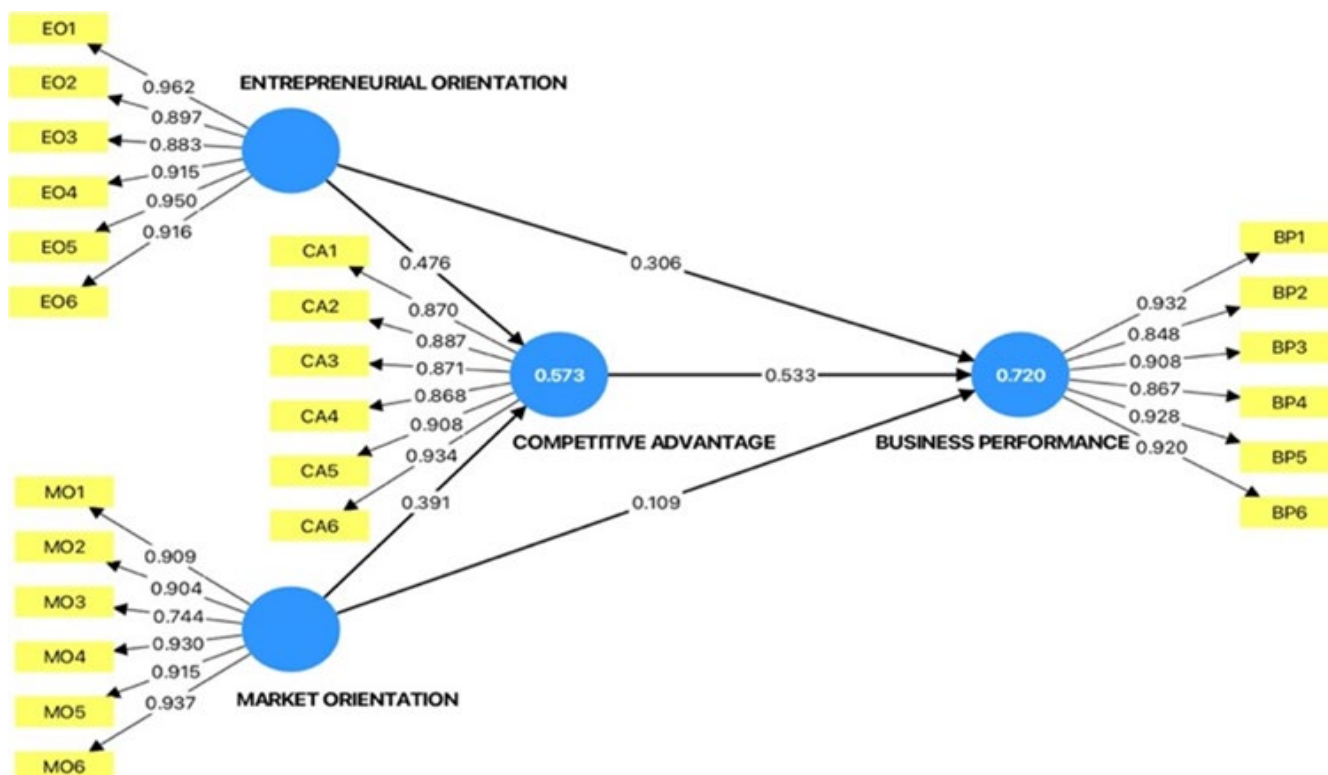 EO1
0.962
EO2
ENTREPRENEURIAL ORIENTATION
0.897
EO3
0.883
0.915
EO4
0.950
0.916
EO5
EO6
CA1
0.476
0.306
0.870
CA2
0.887
CA3
0.871
0.868
CA4
0.908
0.934
CA5
CA6
0.573
0.533
0.720
COMPETITIVE ADVANTAGE
BUSINESS PERFORMANCE
BP1
0.932
BP2
0.848
0.908
BP3
0.867
BP4
0.928
0.920
BP5
BP6
0.391
0.109
MO1
0.909
MO2
0.904
MO3
0.744
0.930
MO4
0.915
0.937
MO5
MO6
MARKET ORIENTATION